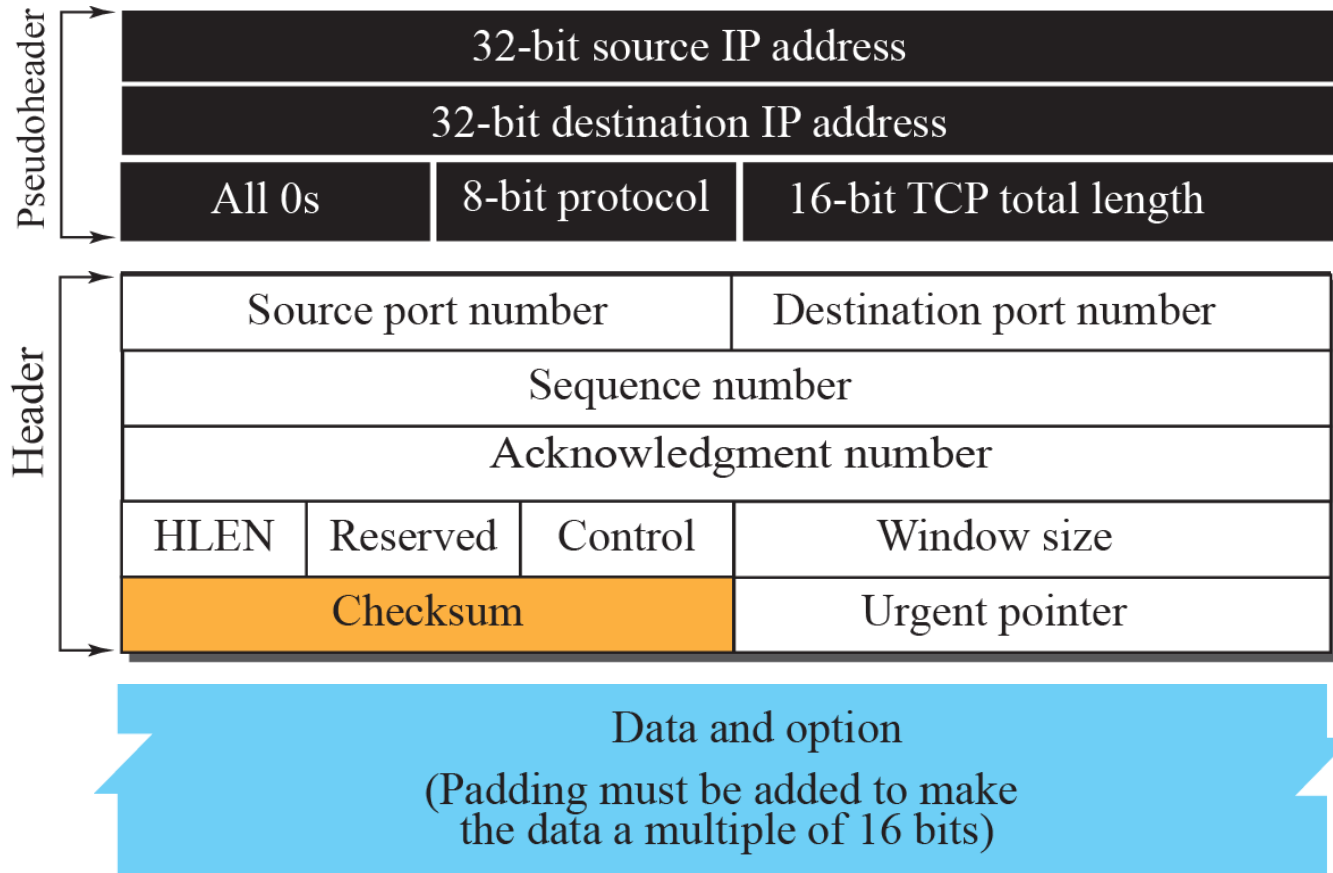 Pseudoheader
32-bit source IP address
32-bit destination IP address
All 0s
8-bit protocol
16-bit TCP total length
Header
Source port number
Destination port number
Sequence number
Acknowledgment number
HLEN
Reserved
Control
Window size
Checksum
Urgent pointer
Data and option
(Padding must be added to make
the data a multiple of 16 bits)